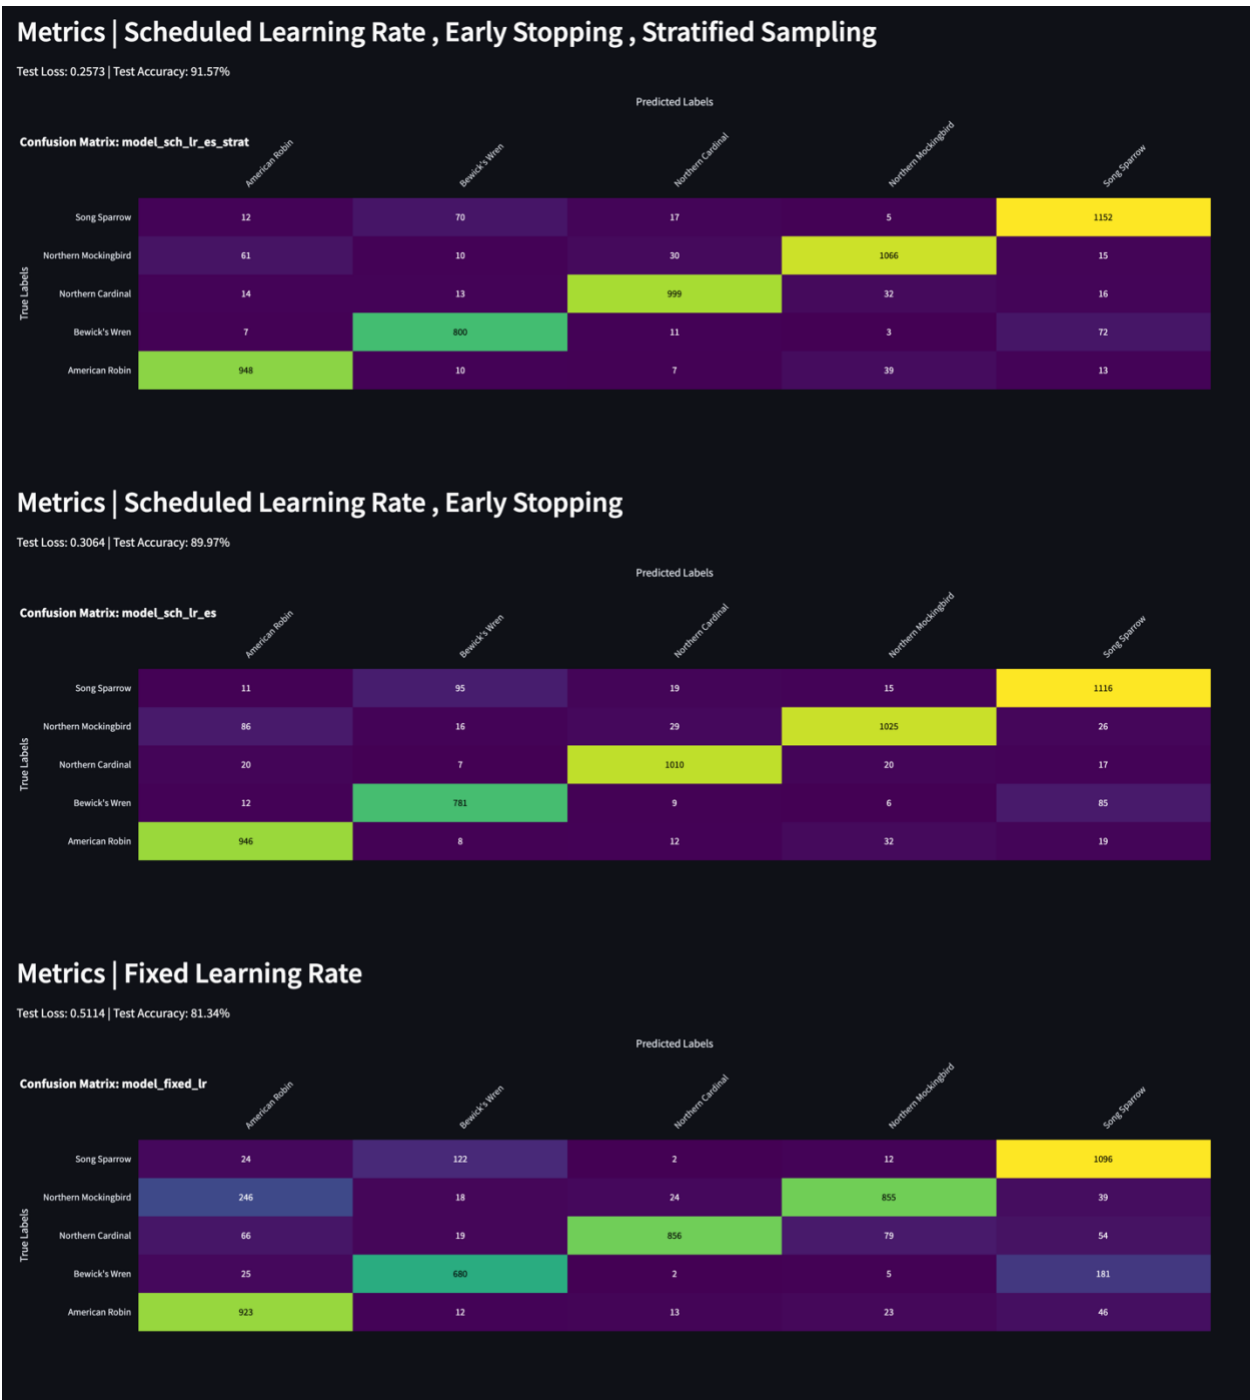 Metrics | Scheduled Learning Rate , Early Stopping , Stratified Sampling
Test Loss: 0.2573 | Test Accuracy: 91.57%
Predicted Labels
Confusion Matrix: model_sch_lr_es_strat
American Robin Bewick's Wren Northern Cardinal Northern Mockingbird Song Sparrow
True Labels
Song Sparrow 12 70 17 5 1152
Northern Mockingbird 61 10 30 1066 15
Northern Cardinal 14 13 999 32 16
Bewick's Wren 7 800 11 3 72
American Robin 948 10 7 39 13
Metrics | Scheduled Learning Rate , Early Stopping
Test Loss: 0.3064 | Test Accuracy: 89.97%
Predicted Labels
Confusion Matrix: model_sch_lr_es
American Robin Bewick's Wren Northern Cardinal Northern Mockingbird Song Sparrow
True Labels
Song Sparrow 11 95 19 15 1116
Northern Mockingbird 86 16 29 1025 26
Northern Cardinal 20 7 1010 20 17
Bewick's Wren 12 781 9 6 85
American Robin 946 8 12 32 19
Metrics | Fixed Learning Rate
Test Loss: 0.5114 | Test Accuracy: 81.34%
Predicted Labels
Confusion Matrix: model_fixed_lr
American Robin Bewick's Wren Northern Cardinal Northern Mockingbird Song Sparrow
True Labels
Song Sparrow 24 122 2 12 1096
Northern Mockingbird 246 18 24 855 39
Northern Cardinal 66 19 856 79 54
Bewick's Wren 25 680 2 5 181
American Robin 923 12 13 23 46